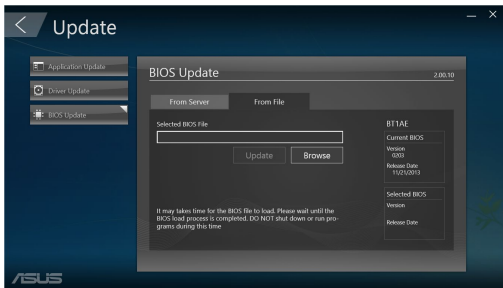 Update
Application Update
Driver Update
BIOS Update
BIOS Update
2.00.10
From Server
From File
Selected BIOS File
Update
Browse
It may takes time for the BIOS file to load. Please wait until the
BIOS load process is completed. DO NOT shut down or run pro-
grams during this time
BT1AE
Current BIOS
Version
0203
Release Date
11/21/2013
Selected BIOS
Version
Release Date
ASUS